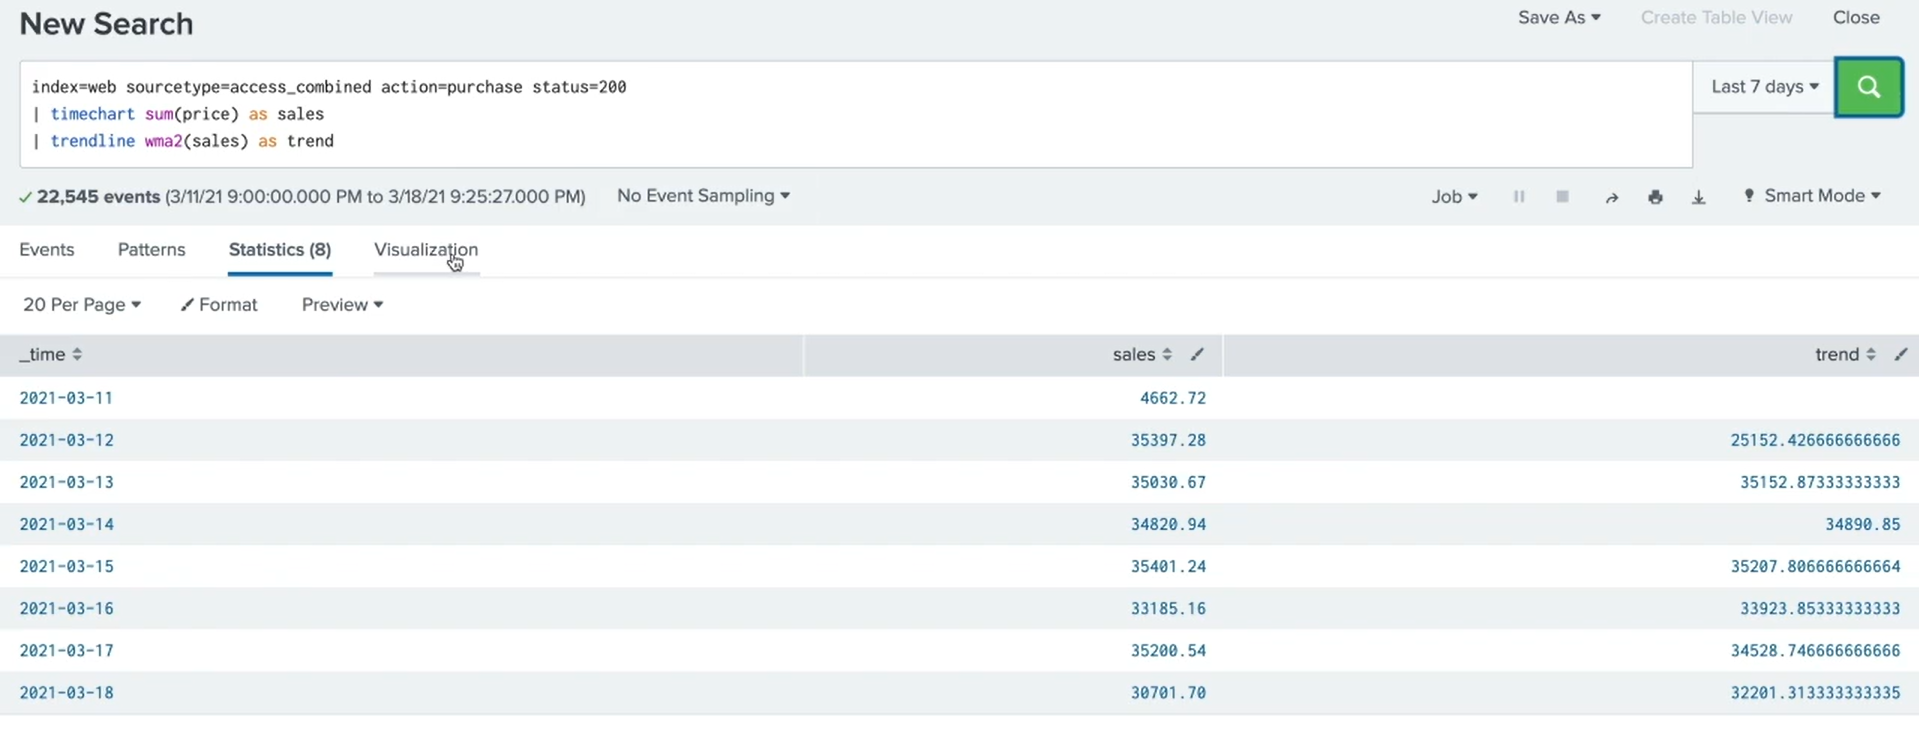 New Search
Save As Create Table View Close
index=web sourcetype=access_combined action=purchase status=200
| timechart sum(price) as sales
| trendline wma2(sales) as trend
Last 7 days
22,545 events (3/11/21 9:00:00.000 PM to 3/18/21 9:25:27.000 PM) No Event Sampling Job Smart Mode
Events Patterns Statistics (8) Visualization
20 Per Page Format Preview
_time sales trend
2021-03-11 4662.72
2021-03-12 35397.28 25152.426666666666
2021-03-13 35030.67 35152.87333333333
2021-03-14 34820.94 34890.85
2021-03-15 35401.24 35207.806666666664
2021-03-16 33185.16 33923.85333333333
2021-03-17 35200.54 34528.746666666666
2021-03-18 30701.70 32201.313333333335